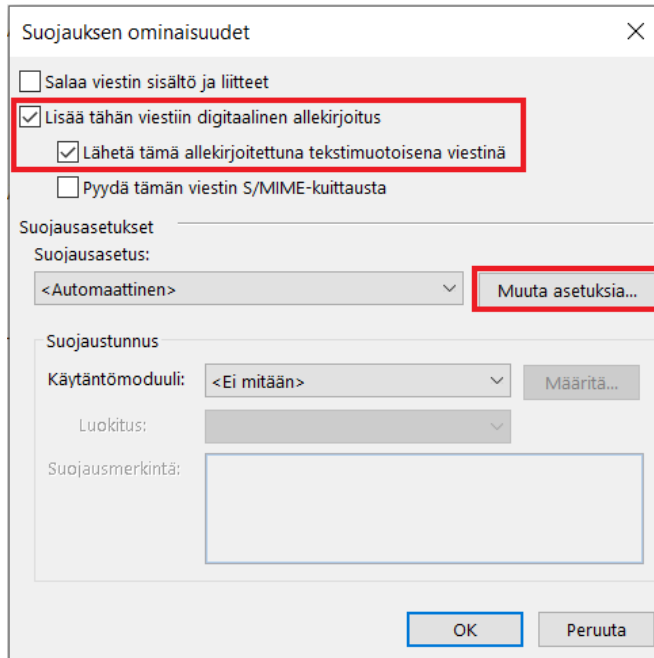 Suojauksen ominaisuudet
Salaa viestin sisältö ja liitteet
Lisää tähän viestiin digitaalinen allekirjoitus
Lähetä tämä allekirjoitettuna tekstimuotoisena viestinä
Pyydä tämän viestin S/MIME-kuittausta
Suojausasetukset
Suojausasetus:
<Automaattinen> Muuta asetuksia...
Suojaustunnus
Käytäntömoduuli: <Ei mitään> Määritä...
Luokitus:
Suojausmerkintä:
OK Peruuta